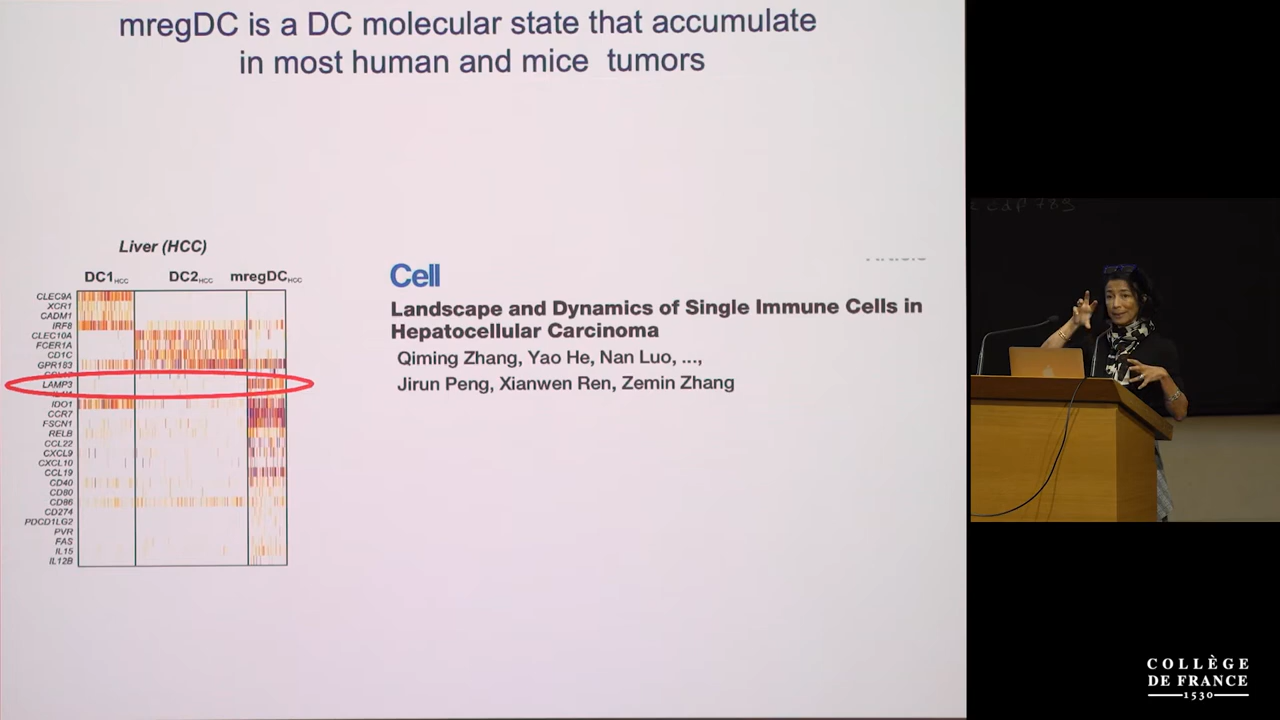 mregDC is a DC molecular state that accumulate
in most human and mice tumors
Liver (HCC)
DC1HCC DC2HCC mregDCHCC
CLEC9A
XCR1
CADM1
IRF8
CLEC10A
FCER1A
CD1C
GPR183
LAMP3
IDO1
CCR7
FSCN1
RELB
CCL22
CXCL9
CXCL10
CCL19
CD40
CD80
CD86
CD274
PDCD1LG2
PVR
FAS
IL15
IL12B
Cell
Landscape and Dynamics of Single Immune Cells in
Hepatocellular Carcinoma
Qiming Zhang, Yao He, Nan Luo, ...,
Jirun Peng, Xianwen Ren, Zemin Zhang
COLLÈGE
DE FRANCE
1530